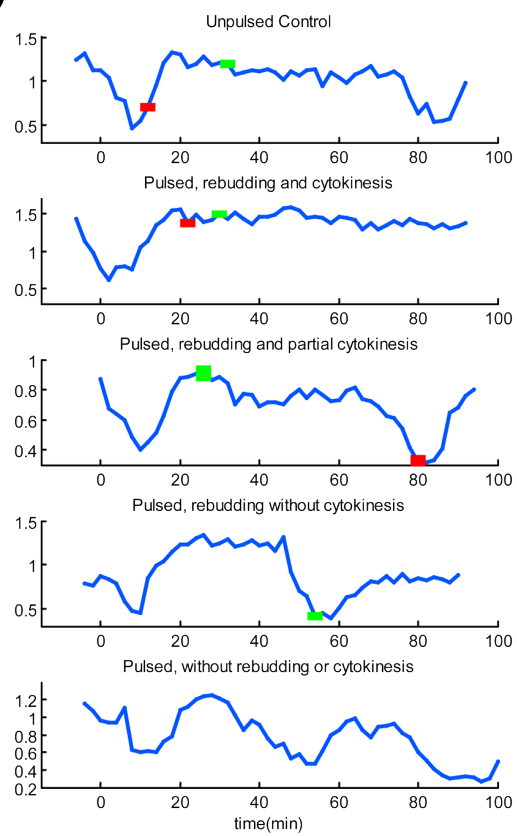 Unpulsed Control
1.5
1
0.5
0 20 40 60 80 100
Pulsed, rebudding and cytokinesis
1.5
1
0.5
0 20 40 60 80 100
Pulsed, rebudding and partial cytokinesis
1
0.8
0.6
0.4
0 20 40 60 80 100
Pulsed, rebudding without cytokinesis
1.5
1
0.5
0 20 40 60 80 100
Pulsed, without rebudding or cytokinesis
1.2
1
0.8
0.6
0.4
0.2
0 20 40 60 80 100
time(min)